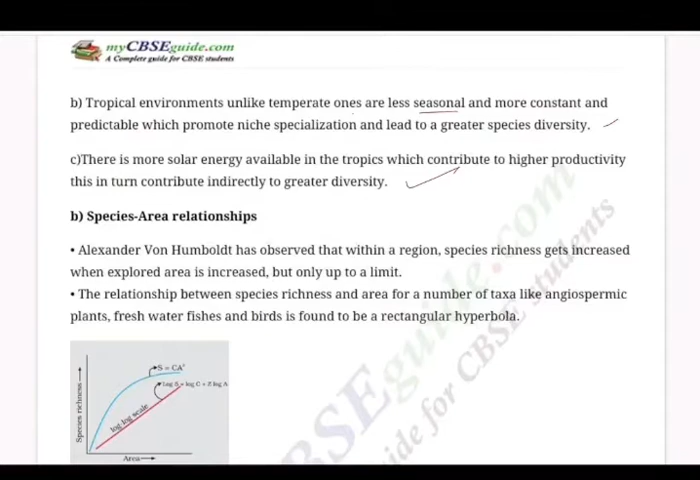 myCBSEguide.com
A Complete guide for CBSE students
b) Tropical environments unlike temperate ones are less seasonal and more constant and
predictable which promote niche specialization and lead to a greater species diversity.
c)There is more solar energy available in the tropics which contribute to higher productivity
this in turn contribute indirectly to greater diversity.
b) Species-Area relationships
• Alexander Von Humboldt has observed that within a region, species richness gets increased
when explored area is increased, but only up to a limit.
• The relationship between species richness and area for a number of taxa like angiospermic
plants, fresh water fishes and birds is found to be a rectangular hyperbola.
Species richness
S = CAᶻ
log S = log C + Z log A
log-log scale
Area
CBSEguide.com
guide for CBSE students